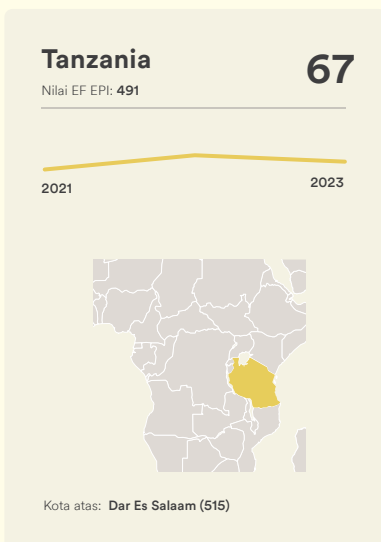 Tanzania
67
Nilai EF EPI: 491
2021
2023
Kota atas: Dar Es Salaam (515)